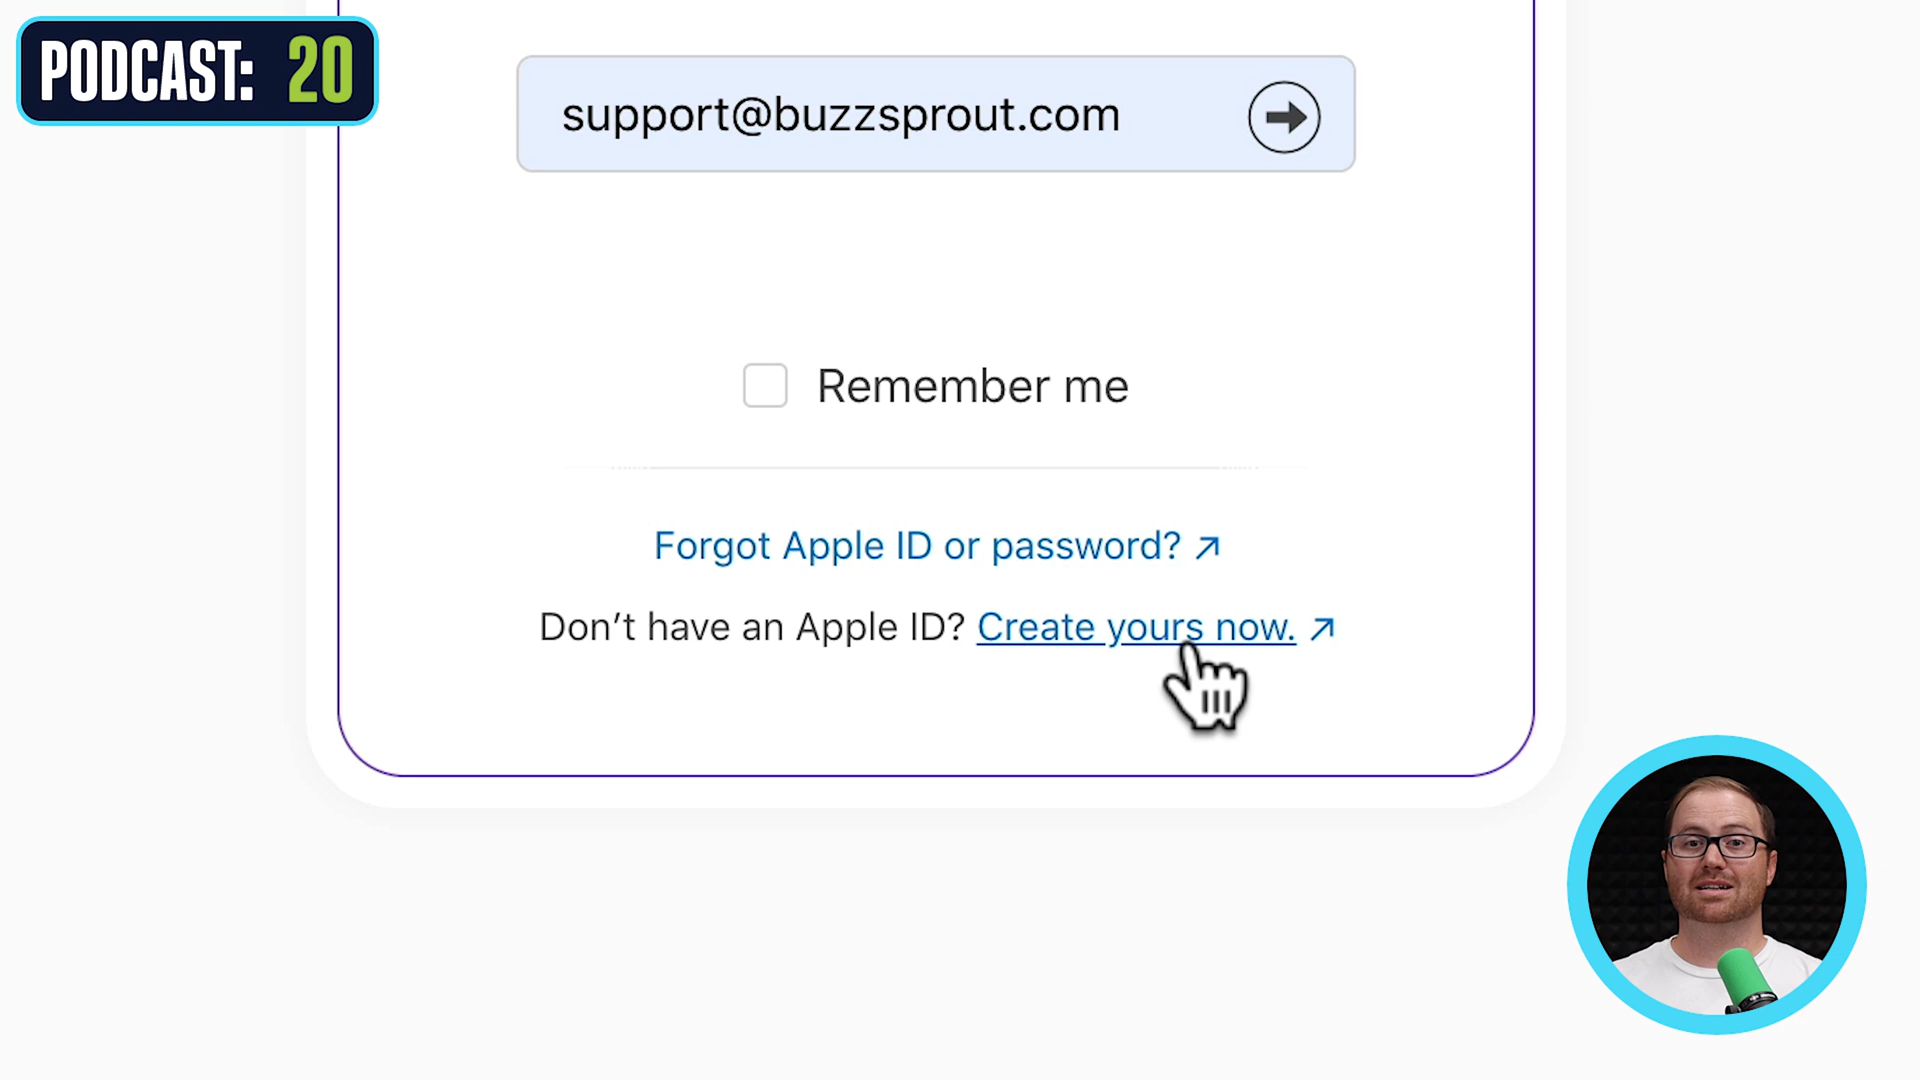 PODCAST: 20
support@buzzsprout.com
Remember me
Forgot Apple ID or password? ↗
Don’t have an Apple ID? Create yours now. ↗